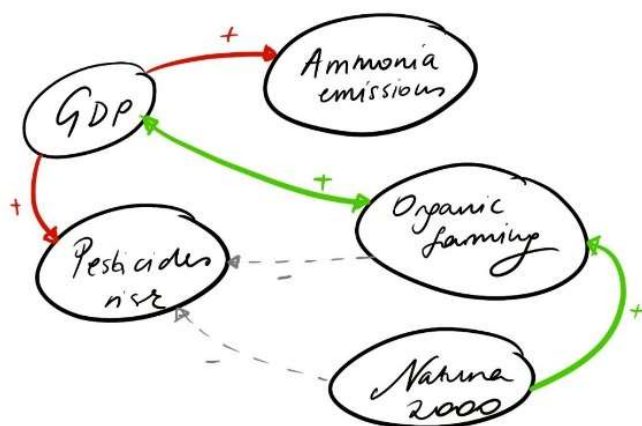 +
Ammonia
emissions
GDP
+
+
Organic
farming
Pesticides
risk
-
+
-
Natura
2000